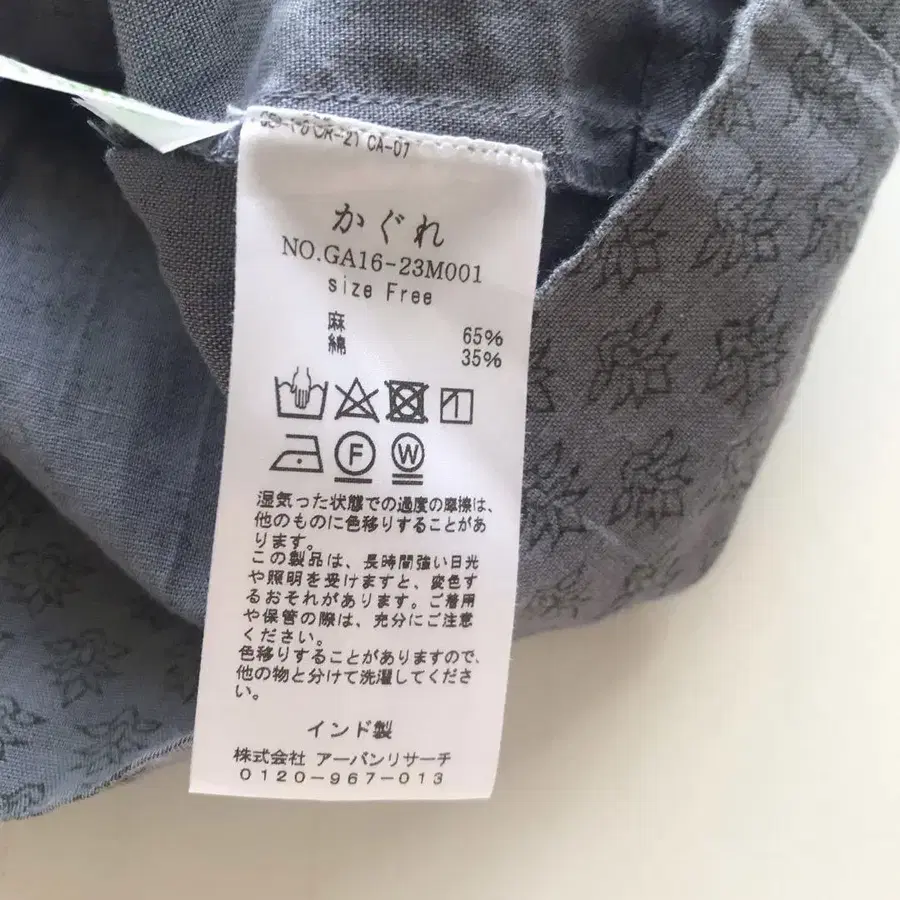 CA-07
かぐれ
NO.GA16-23M001
size Free
麻 65%
綿 35%
F W
湿気った状態での過度の摩擦は、
他のものに色移りすることがあ
ります。
この製品は、長時間強い日光
や照明を受けますと、変色す
るおそれがあります。ご着用
や保管の際は、充分にご注意
ください。
色移りすることがありますので、
他の物と分けて洗濯してくださ
い。
インド製
株式会社 アーバンリサーチ
0120-967-013